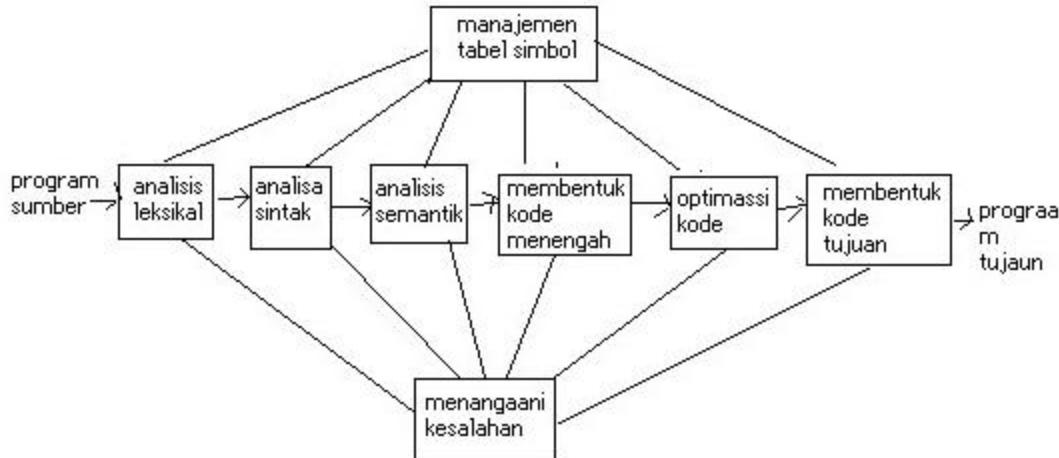 manajemen
tabel simbol
program
sumber
analisis
leksikal
analisa
sintak
analisis
semantik
membentuk
kode
menengah
optimassi
kode
membentuk
kode
tujuan
prograa
m
tujaun
menangaani
kesalahan